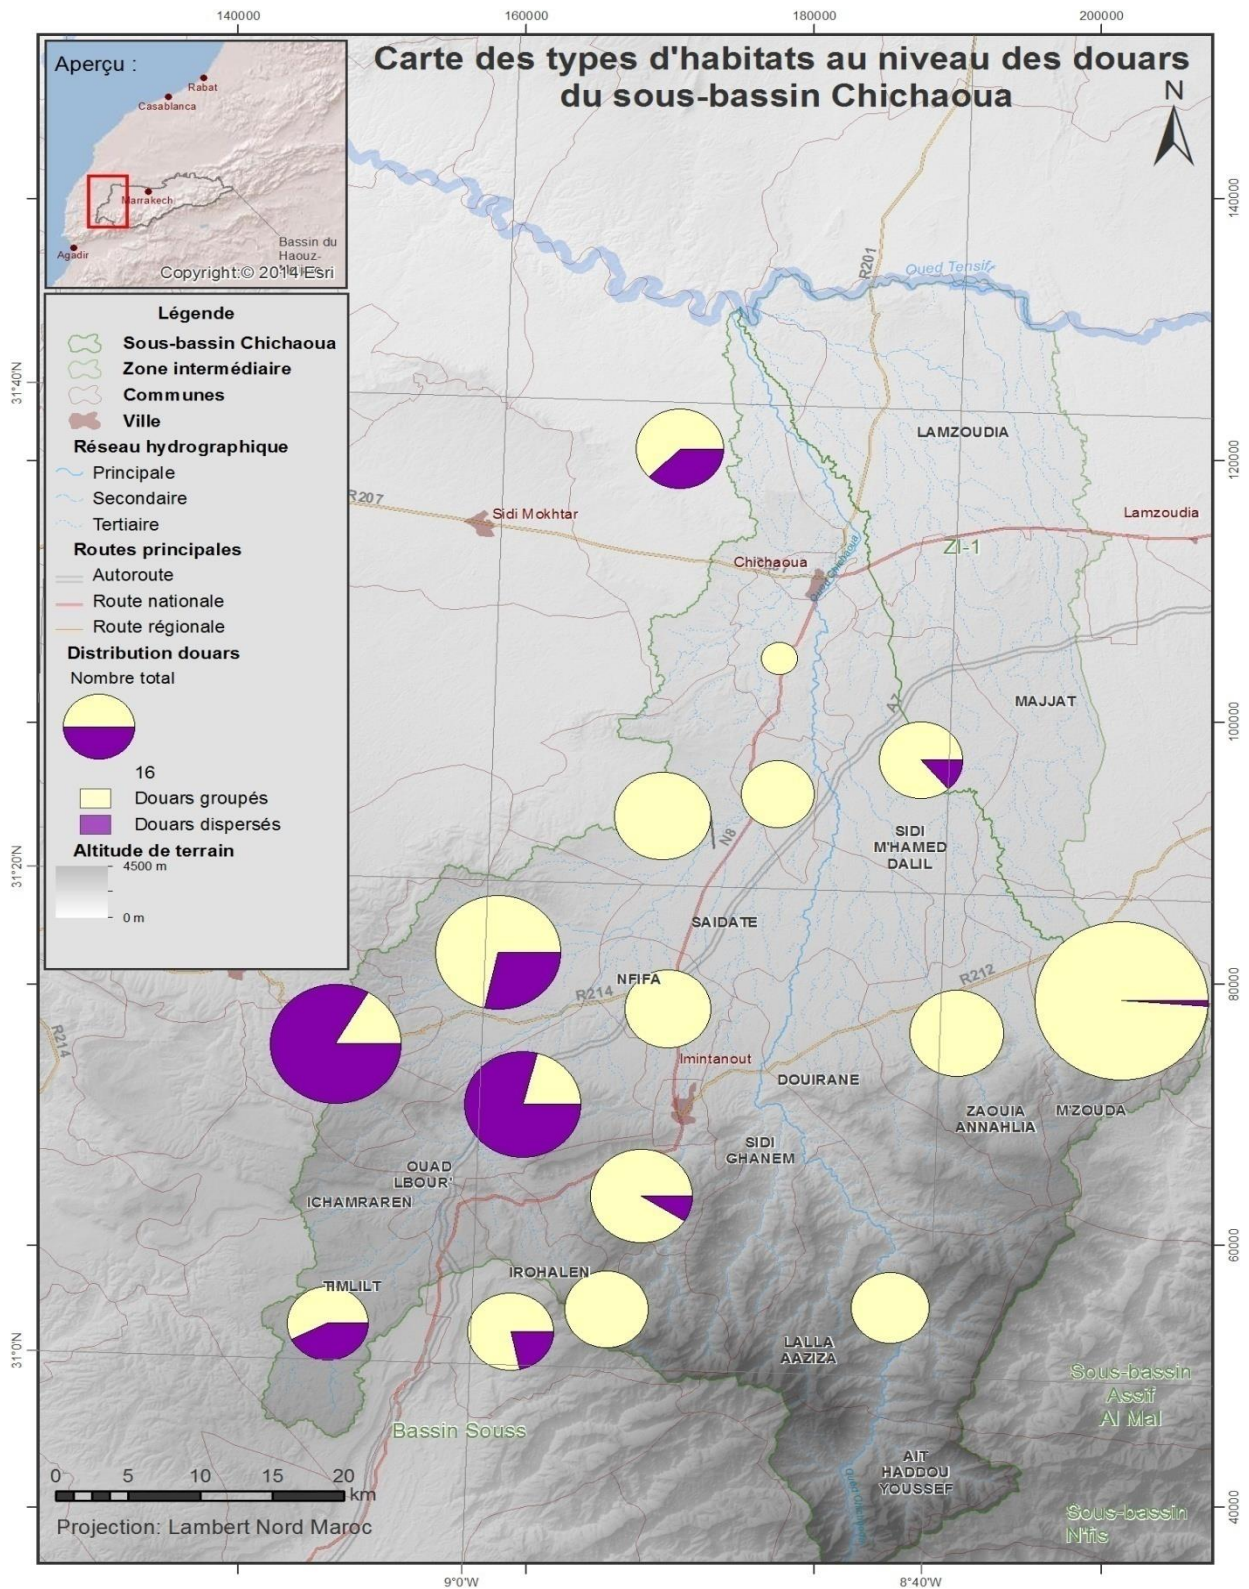 140000
160000
180000
200000
Carte des types d'habitats au niveau des douars
du sous-bassin Chichaoua
N
Aperçu :
Rabat
Casablanca
Marrakech
Agadir
Bassin du
Haouz-
Copyright:© 2014 Esri
Légende
Sous-bassin Chichaoua
Zone intermédiaire
Communes
Ville
Réseau hydrographique
Principale
Secondaire
Tertiaire
Routes principales
Autoroute
Route nationale
Route régionale
Distribution douars
Nombre total
16
Douars groupés
Douars dispersés
Altitude de terrain
4500 m
0 m
140000
120000
100000
80000
60000
40000
31°40'N
31°20'N
31°0'N
R201
Oued Tensif
LAMZOUDIA
R207
Sidi Mokhtar
Lamzoudia
Chichaoua
Oued Chichaoua
ZI-1
MAJJAT
A7
N8
SIDI
M'HAMED
DALIL
SAIDATE
NFIFA
R212
R214
R214
Imintanout
DOUIRANE
ZAOUIA
ANNAHLIA
M'ZOUDA
SIDI
GHANEM
OUAD
LBOUR'
ICHAMRAREN
IROHALEN
TIMLILT
LALLA
AAZIZA
Sous-bassin
Assif
Al Mal
Bassin Souss
AIT
HADDOU
YOUSSEF
Sous-bassin
N'fis
0 5 10 15 20
km
Projection: Lambert Nord Maroc
9°0'W
8°40'W